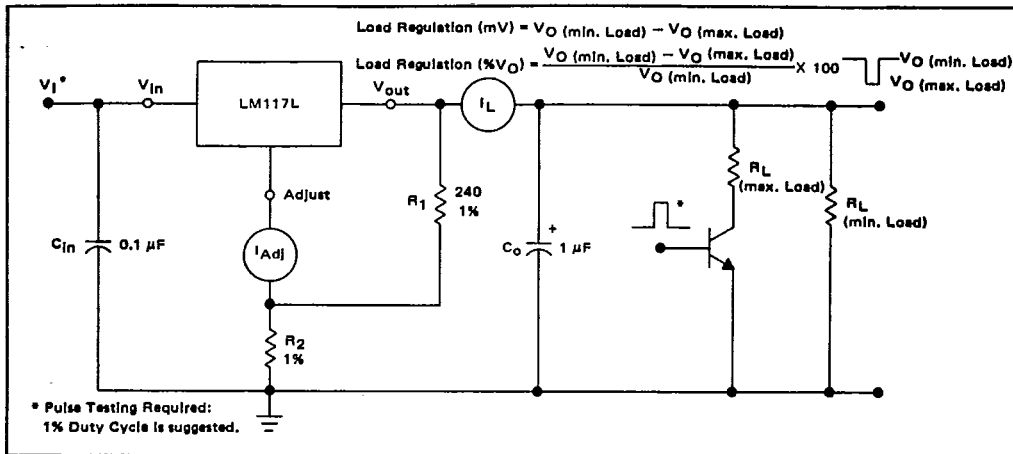 Load Regulation (mV) = VO (min. Load) – VO (max. Load)
Load Regulation (%VO) = VO (min. Load) – VO (max. Load) / VO (min. Load) X 100
VO (min. Load)
VO (max. Load)
VI*
Vin
LM117L
Vout
IL
Adjust
IAdj
R1
240
1%
Cin
0.1 µF
R2
1%
CO
+
1 µF
*
RL
(max. Load)
RL
(min. Load)
* Pulse Testing Required:
1% Duty Cycle is suggested.